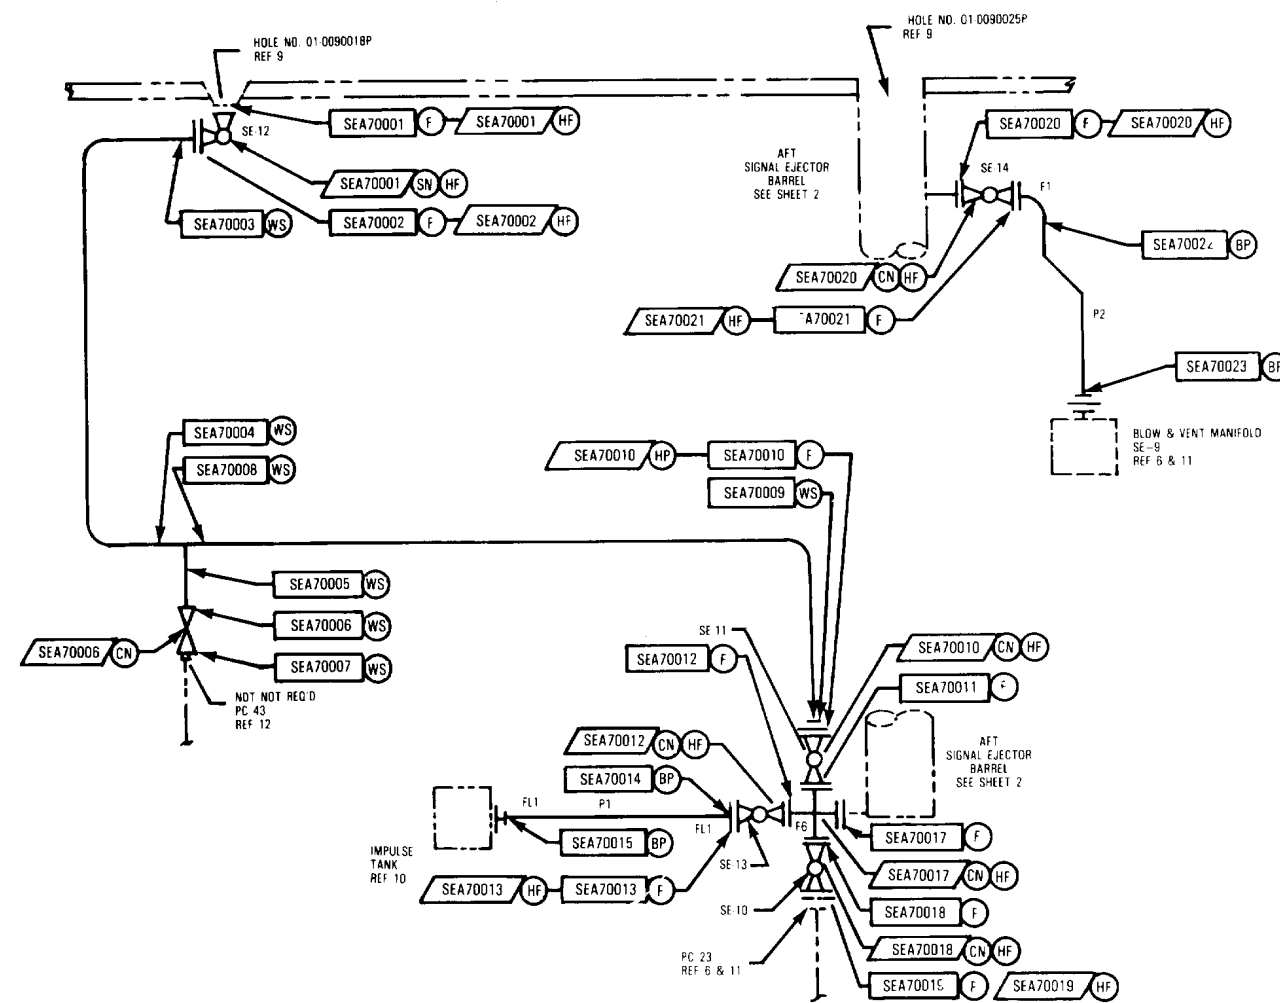 HOLE NO. 01-0090018P
REF 9
HOLE NO. 01-0090025P
REF 9
SE-12
SEA70001 F SEA70001 HF
SEA70001 SN HF
SEA70003 WS
SEA70002 F SEA70002 HF
AFT
SIGNAL EJECTOR
BARREL
SEE SHEET 2
SEA70020 F SEA70020 HF
SE-14
F1
SEA70020 CN HF
BP
SEA70021 HF A70021 F
P2
SEA70023 BP
BLOW & VENT MANIFOLD
SE-9
REF 6 & 11
SEA70004 WS
SEA70008 WS
SEA70010 HP SEA70010 F
SEA70009 WS
SEA70005 WS
SEA70006 WS
SEA70006 CN
SEA70007 WS
NDT NOT REQ'D
PC 43
REF 12
SE 11
SEA70012 F
SEA70010 CN HF
SEA70011 F
SEA70012 CN HF
AFT
SIGNAL EJECTOR
BARREL
SEE SHEET 2
SEA70014 BP
FL1
P1
FL1
F6
SEA70015 BP
SEA70017 F
IMPULSE
TANK
REF 10
SE-13
SEA70017 CN HF
SEA70013 HF SEA70013 F
SE-10
SEA70018 F
SEA70018 CN HF
PC 23
REF 6 & 11
F SEA70019 HF